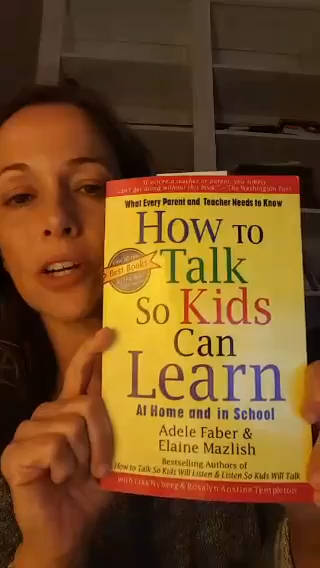 "If you're a teacher or parent, you simply
can't get along without this book." – The Washington Post
What Every Parent and Teacher Needs to Know
How to
Talk
So Kids
Can
Learn
Best Books
At Home and in School
Adele Faber &
Elaine Mazlish
Bestselling Authors of
How to Talk So Kids Will Listen & Listen So Kids Will Talk
with Lisa Nyberg & Rosalyn Anstine Templeton